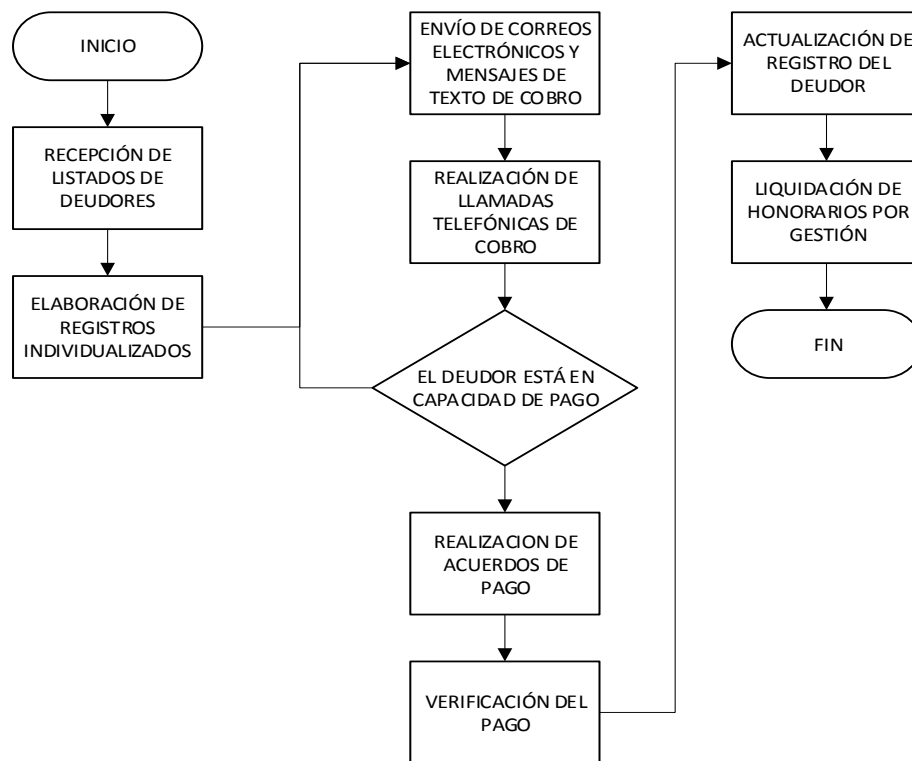 INICIO
RECEPCIÓN DE
LISTADOS DE
DEUDORES
ELABORACIÓN DE
REGISTROS
INDIVIDUALIZADOS
ENVÍO DE CORREOS
ELECTRÓNICOS Y
MENSAJES DE
TEXTO DE COBRO
REALIZACIÓN DE
LLAMADAS
TELEFÓNICAS DE
COBRO
EL DEUDOR ESTÁ EN
CAPACIDAD DE PAGO
REALIZACION DE
ACUERDOS DE
PAGO
VERIFICACIÓN DEL
PAGO
ACTUALIZACIÓN DE
REGISTRO DEL
DEUDOR
LIQUIDACIÓN DE
HONORARIOS POR
GESTIÓN
FIN